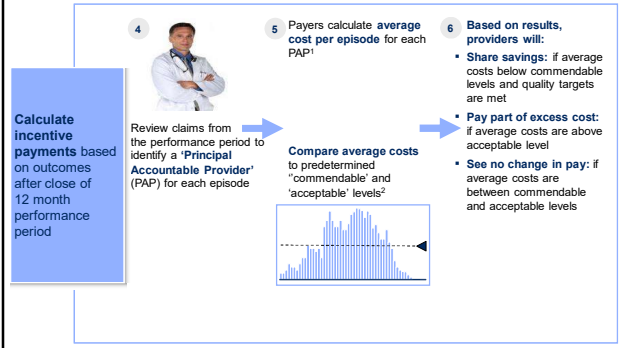 Calculate
incentive
payments based
on outcomes
after close of
12 month
performance
period
4
Review claims from
the performance period to
identify a ‘Principal
Accountable Provider’
(PAP) for each episode
5
Payers calculate average
cost per episode for each
PAP1
Compare average costs
to predetermined
‘'commendable’ and
‘acceptable’ levels2
6
Based on results,
providers will:
▪ Share savings: if average
costs below commendable
levels and quality targets
are met
▪ Pay part of excess cost:
if average costs are above
acceptable level
▪ See no change in pay: if
average costs are
between commendable
and acceptable levels